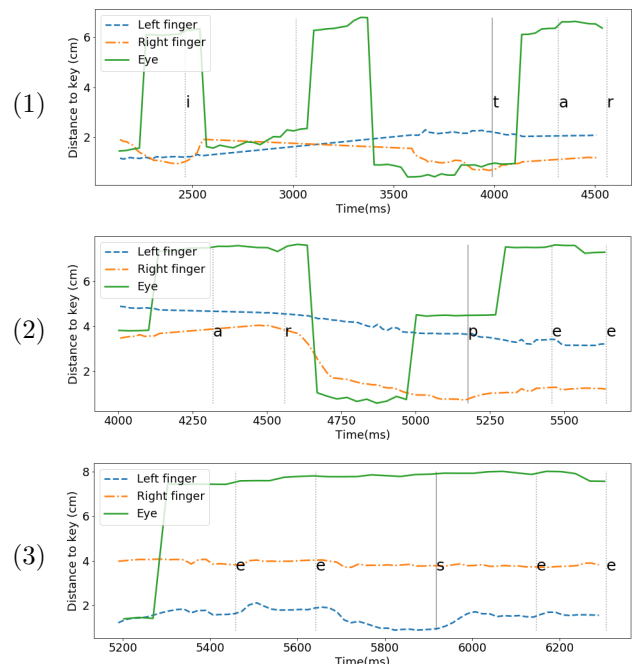 (1)
Distance to key (cm)
6
4
2
Left finger
Right finger
Eye
i t a r
2500 3000 3500 4000 4500
Time(ms)
(2)
Distance to key (cm)
6
4
2
Left finger
Right finger
Eye
a r p e e
4000 4250 4500 4750 5000 5250 5500
Time(ms)
(3)
Distance to key (cm)
8
6
4
2
Left finger
Right finger
Eye
e e s e e
5200 5400 5600 5800 6000 6200
Time(ms)